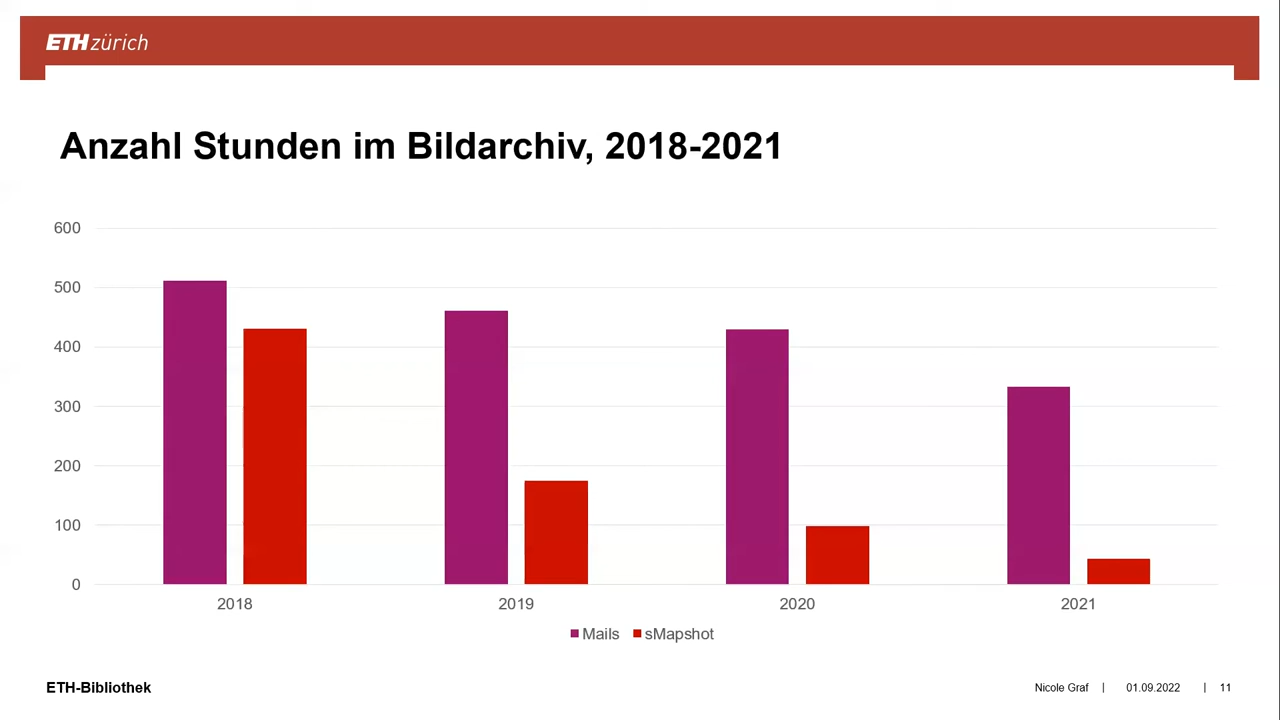 ETH zürich
Anzahl Stunden im Bildarchiv, 2018-2021
600
500
400
300
200
100
0
2018 2019 2020 2021
Mails sMapshot
ETH-Bibliothek Nicole Graf | 01.09.2022 | 11